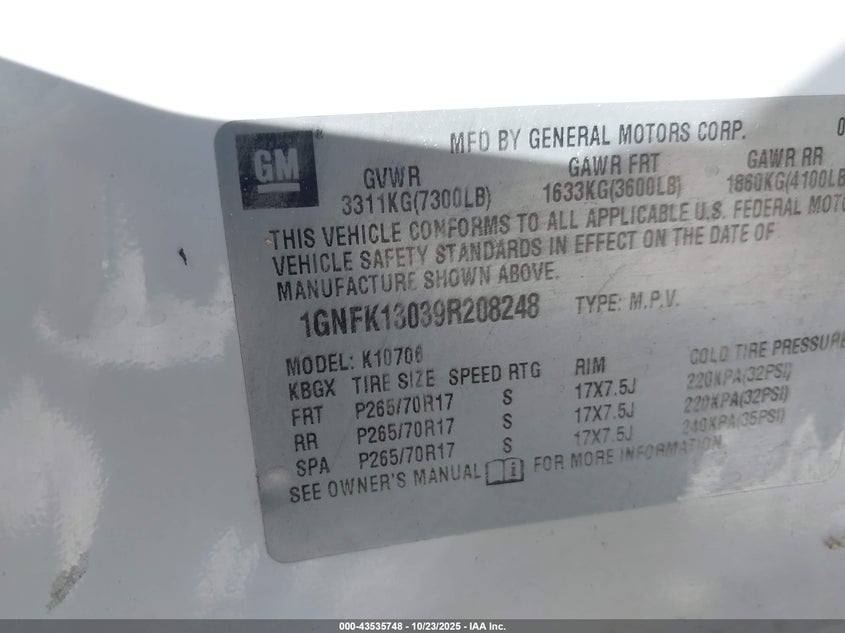 MFD BY GENERAL MOTORS CORP. 0
GM ®
GVWR GAWR FRT GAWR RR
3311KG(7300LB) 1633KG(3600LB) 1860KG(4100LB
THIS VEHICLE CONFORMS TO ALL APPLICABLE U.S. FEDERAL MOTO
VEHICLE SAFETY STANDARDS IN EFFECT ON THE DATE OF
MANUFACTURE SHOWN ABOVE.
1GNFK13039R208248 TYPE: M.P.V.
MODEL: K10706
KBGX TIRE SIZE SPEED RTG RIM COLD TIRE PRESSURE
FRT P265/70R17 S 17X7.5J 220KPA(32PSI)
RR P265/70R17 S 17X7.5J 220KPA(32PSI)
SPA P265/70R17 S 17X7.5J 240KPA(35PSI)
SEE OWNER'S MANUAL i FOR MORE INFORMATION.
000-43535748 - 10/23/2025 - IAA Inc.